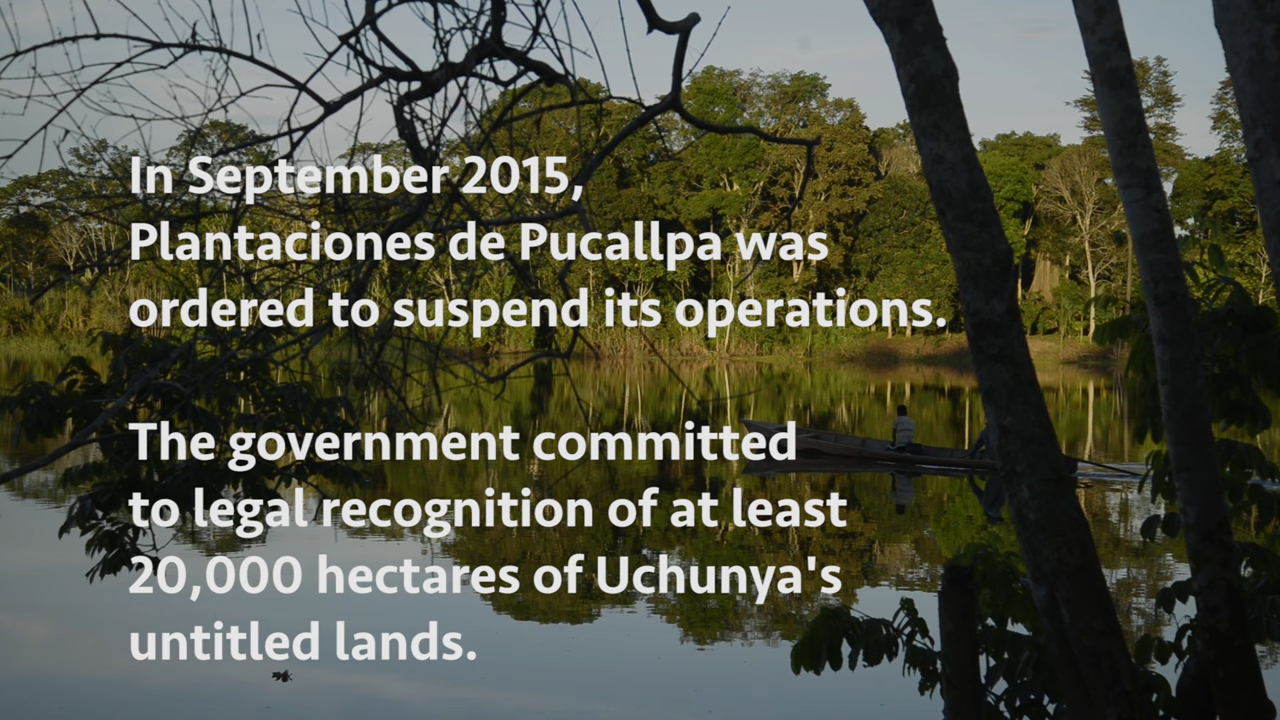 In September 2015,
Plantaciones de Pucallpa was
ordered to suspend its operations.
The government committed
to legal recognition of at least
20,000 hectares of Uchunya's
untitled lands.